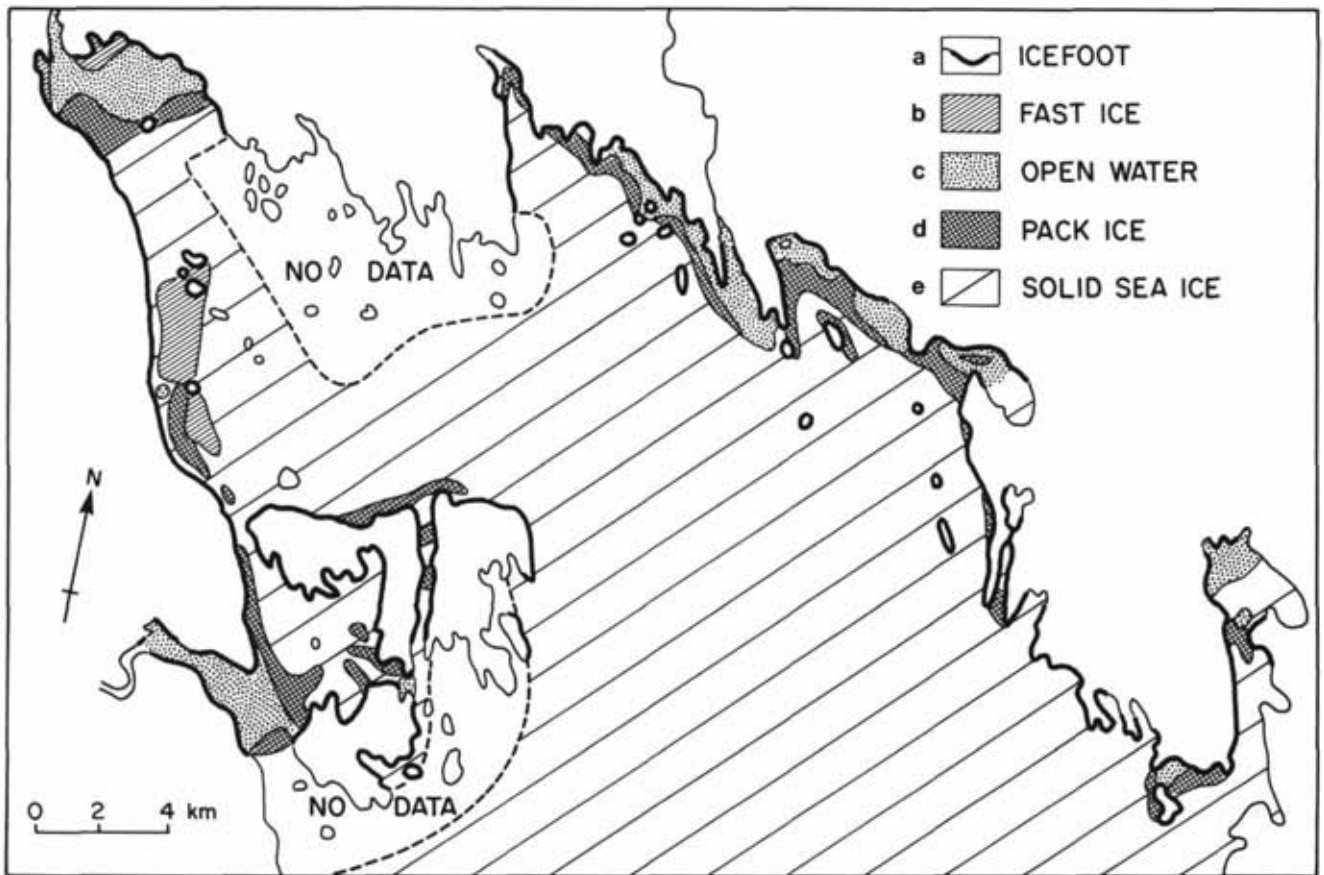 a ICEFOOT
b FAST ICE
c OPEN WATER
d PACK ICE
e SOLID SEA ICE
NO DATA
N
NO DATA
0 2 4 km